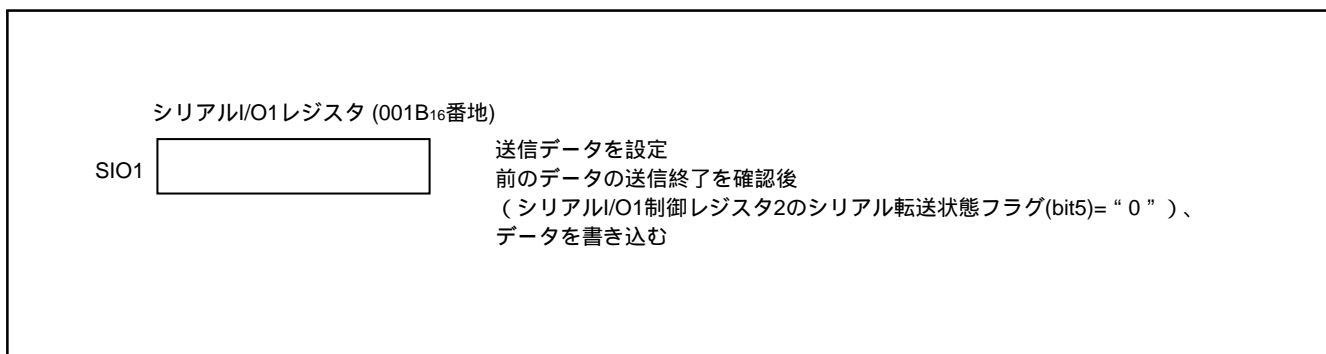 シリアルI/O1レジスタ (001B16番地)
SIO1
送信データを設定
前のデータの送信終了を確認後
(シリアルI/O1制御レジスタ2のシリアル転送状態フラグ(bit5)=“0”)、
データを書き込む